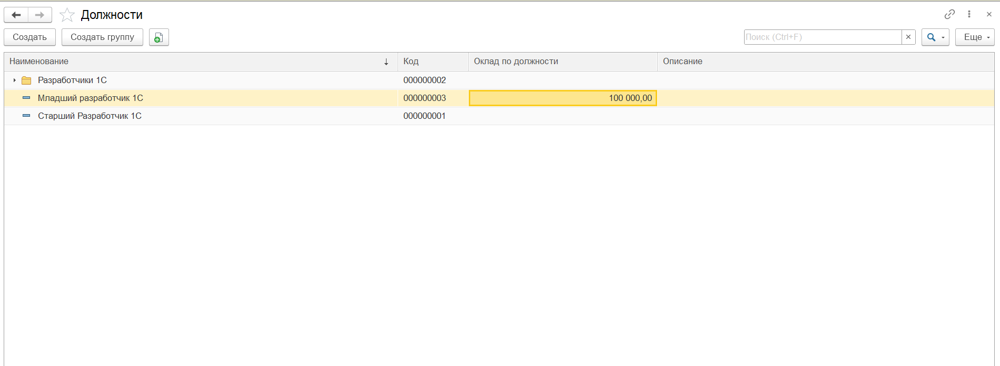 Должности
Создать Создать группу Поиск (Ctrl+F) Еще
Наименование Код Оклад по должности Описание
Разработчики 1С 000000002
Младший разработчик 1С 000000003 100 000,00
Старший Разработчик 1С 000000001